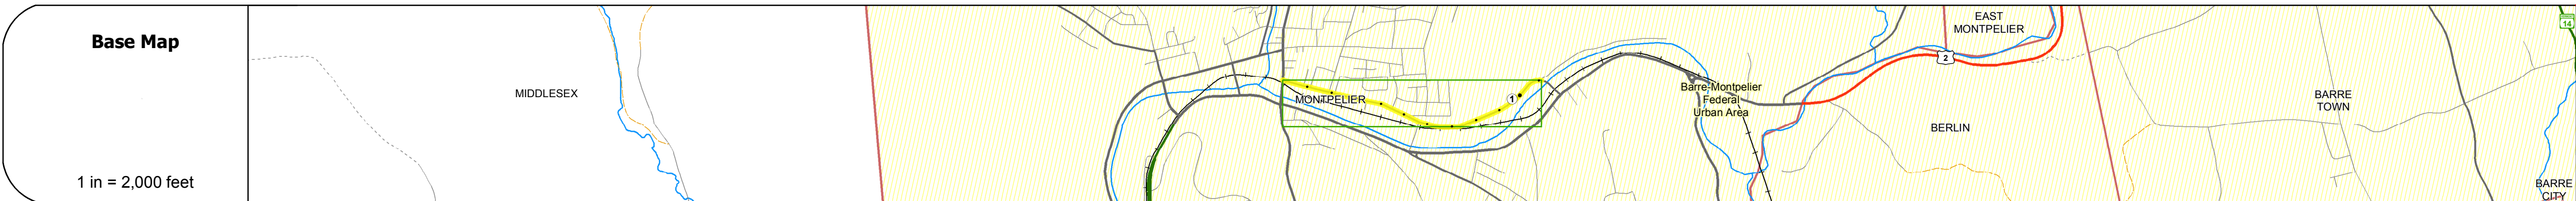 Base Map
1 in = 2,000 feet
MIDDLESEX
MONTPELIER
1
Barre-Montpelier
Federal
Urban Area
2
EAST
MONTPELIER
BERLIN
BARRE
TOWN
14
BARRE
CITY